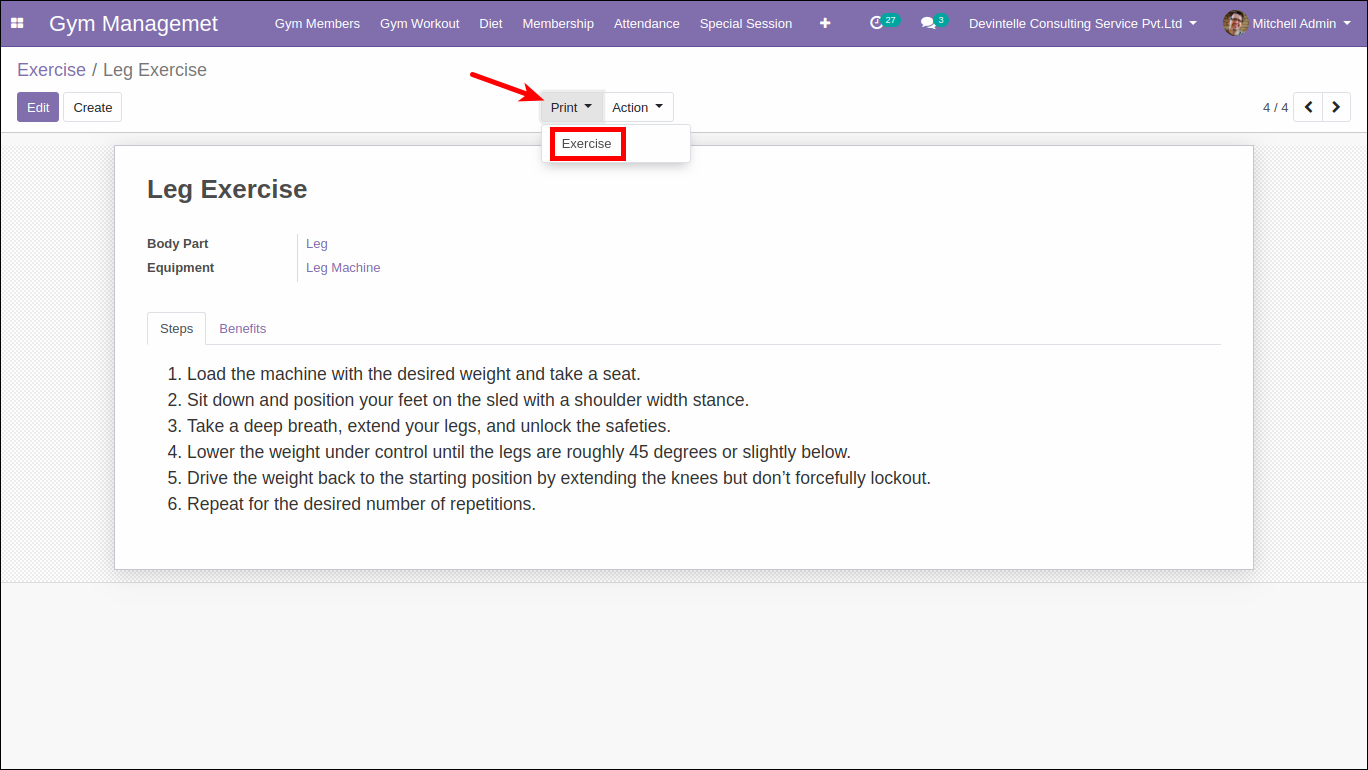 Gym Managemet Gym Members Gym Workout Diet Membership Attendance Special Session 27 3 Devintelle Consulting Service Pvt.Ltd Mitchell Admin
Exercise / Leg Exercise
Edit Create Print Action 4 / 4
Exercise
Leg Exercise
Body Part Leg
Equipment Leg Machine
Steps Benefits
1. Load the machine with the desired weight and take a seat.
2. Sit down and position your feet on the sled with a shoulder width stance.
3. Take a deep breath, extend your legs, and unlock the safeties.
4. Lower the weight under control until the legs are roughly 45 degrees or slightly below.
5. Drive the weight back to the starting position by extending the knees but don’t forcefully lockout.
6. Repeat for the desired number of repetitions.